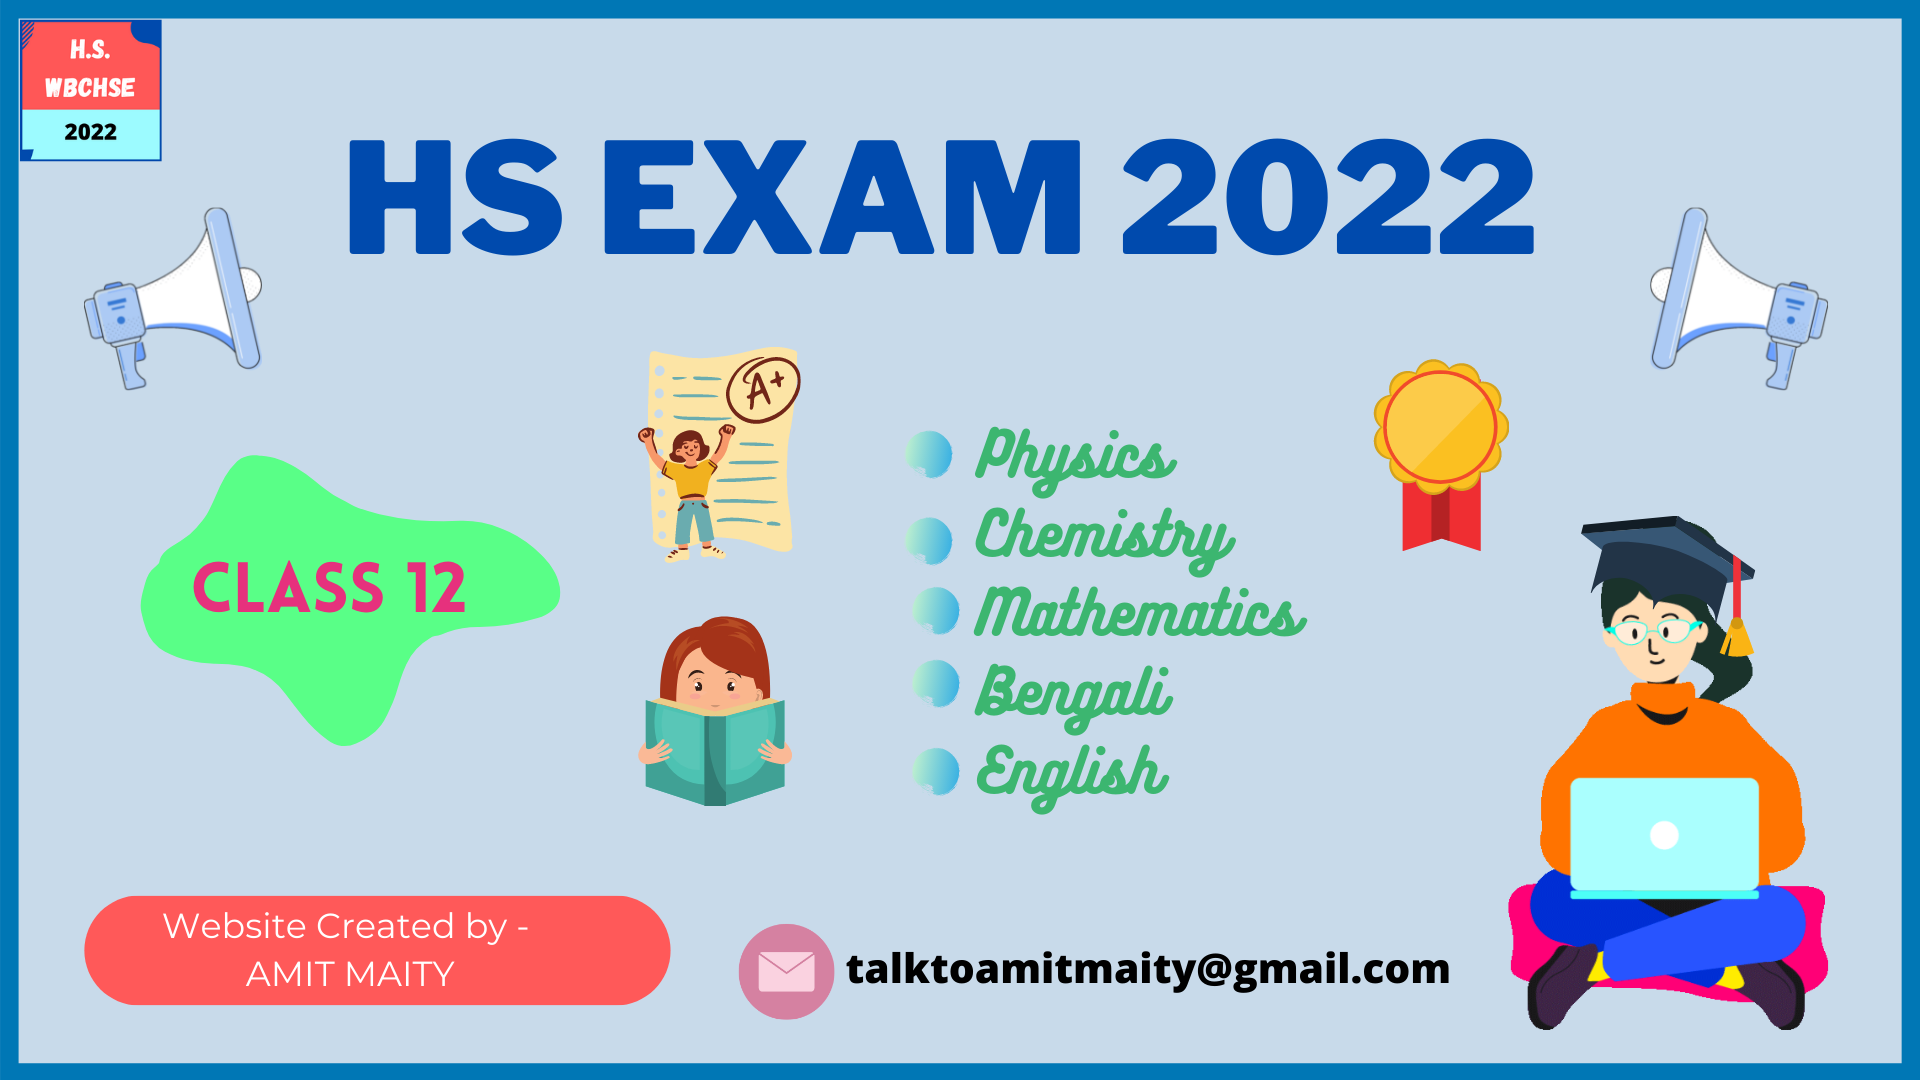 H.S.
WBCHSE
2022
HS EXAM 2022
A+
CLASS 12
Physics
Chemistry
Mathematics
Bengali
English
Website Created by -
AMIT MAITY
talktoamitmaity@gmail.com